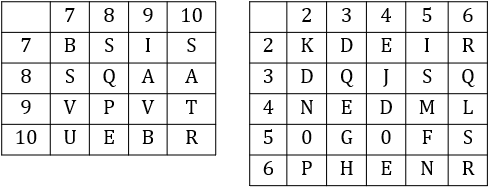 7 8 9 10
7 B S I S
8 S Q A A
9 V P V T
10 U E B R
2 3 4 5 6
2 K D E I R
3 D Q J S Q
4 N E D M L
5 0 G 0 F S
6 P H E N R